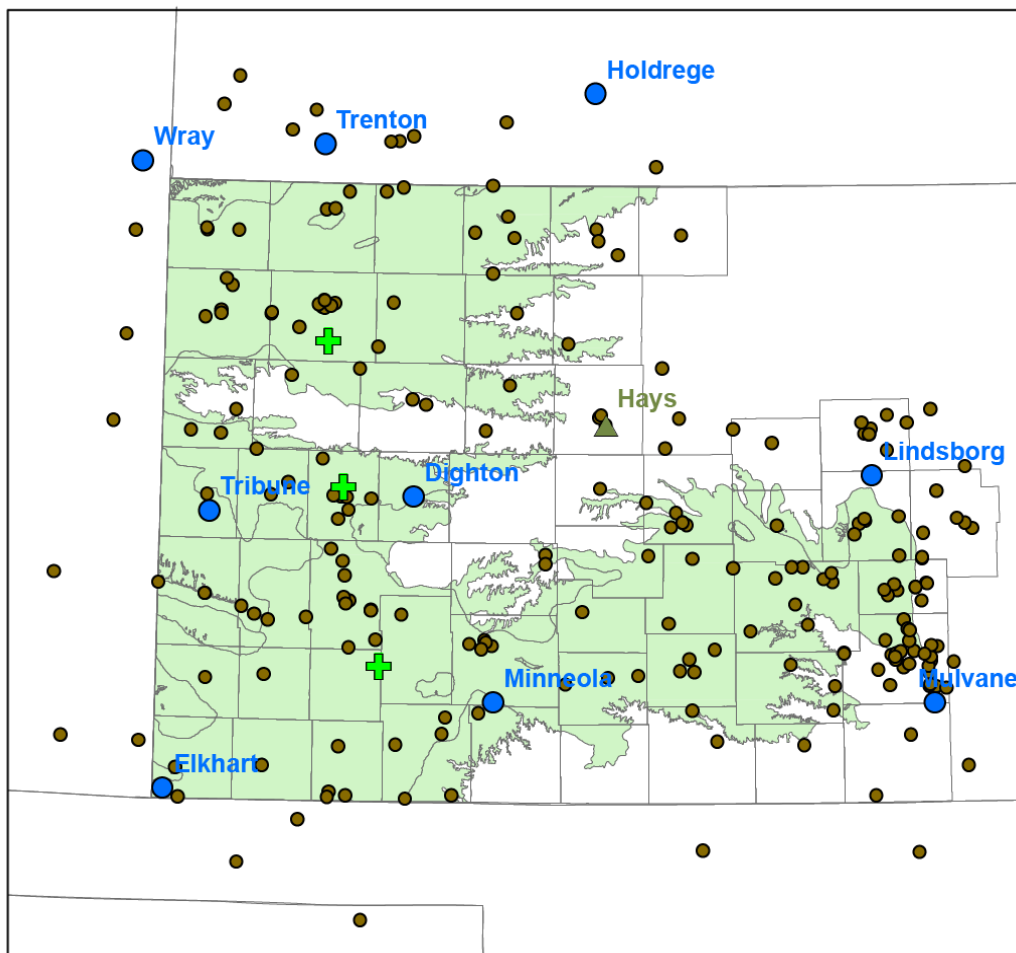 Holdrege
Trenton
Wray
Hays
Lindsborg
Dighton
Tribune
Minneola
Mulvane
Elkhart